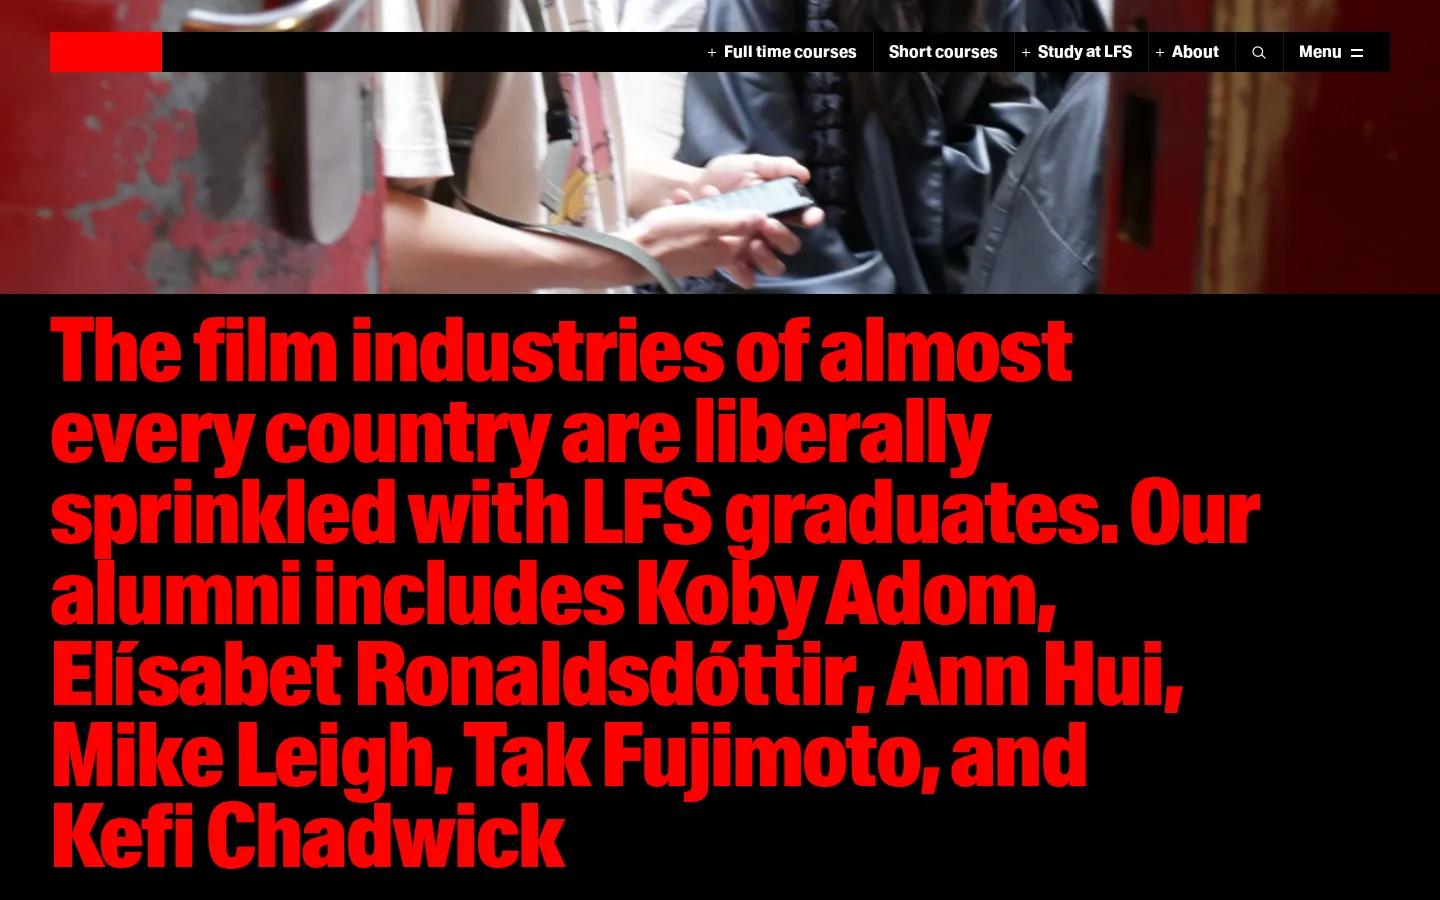 Full time courses
Short courses
Study at LFS
About
Menu
The film industries of almost
every country are liberally
sprinkled with LFS graduates. Our
alumni includes Koby Adom,
Elísabet Ronaldsdóttir, Ann Hui,
Mike Leigh, Tak Fujimoto, and
Kefi Chadwick